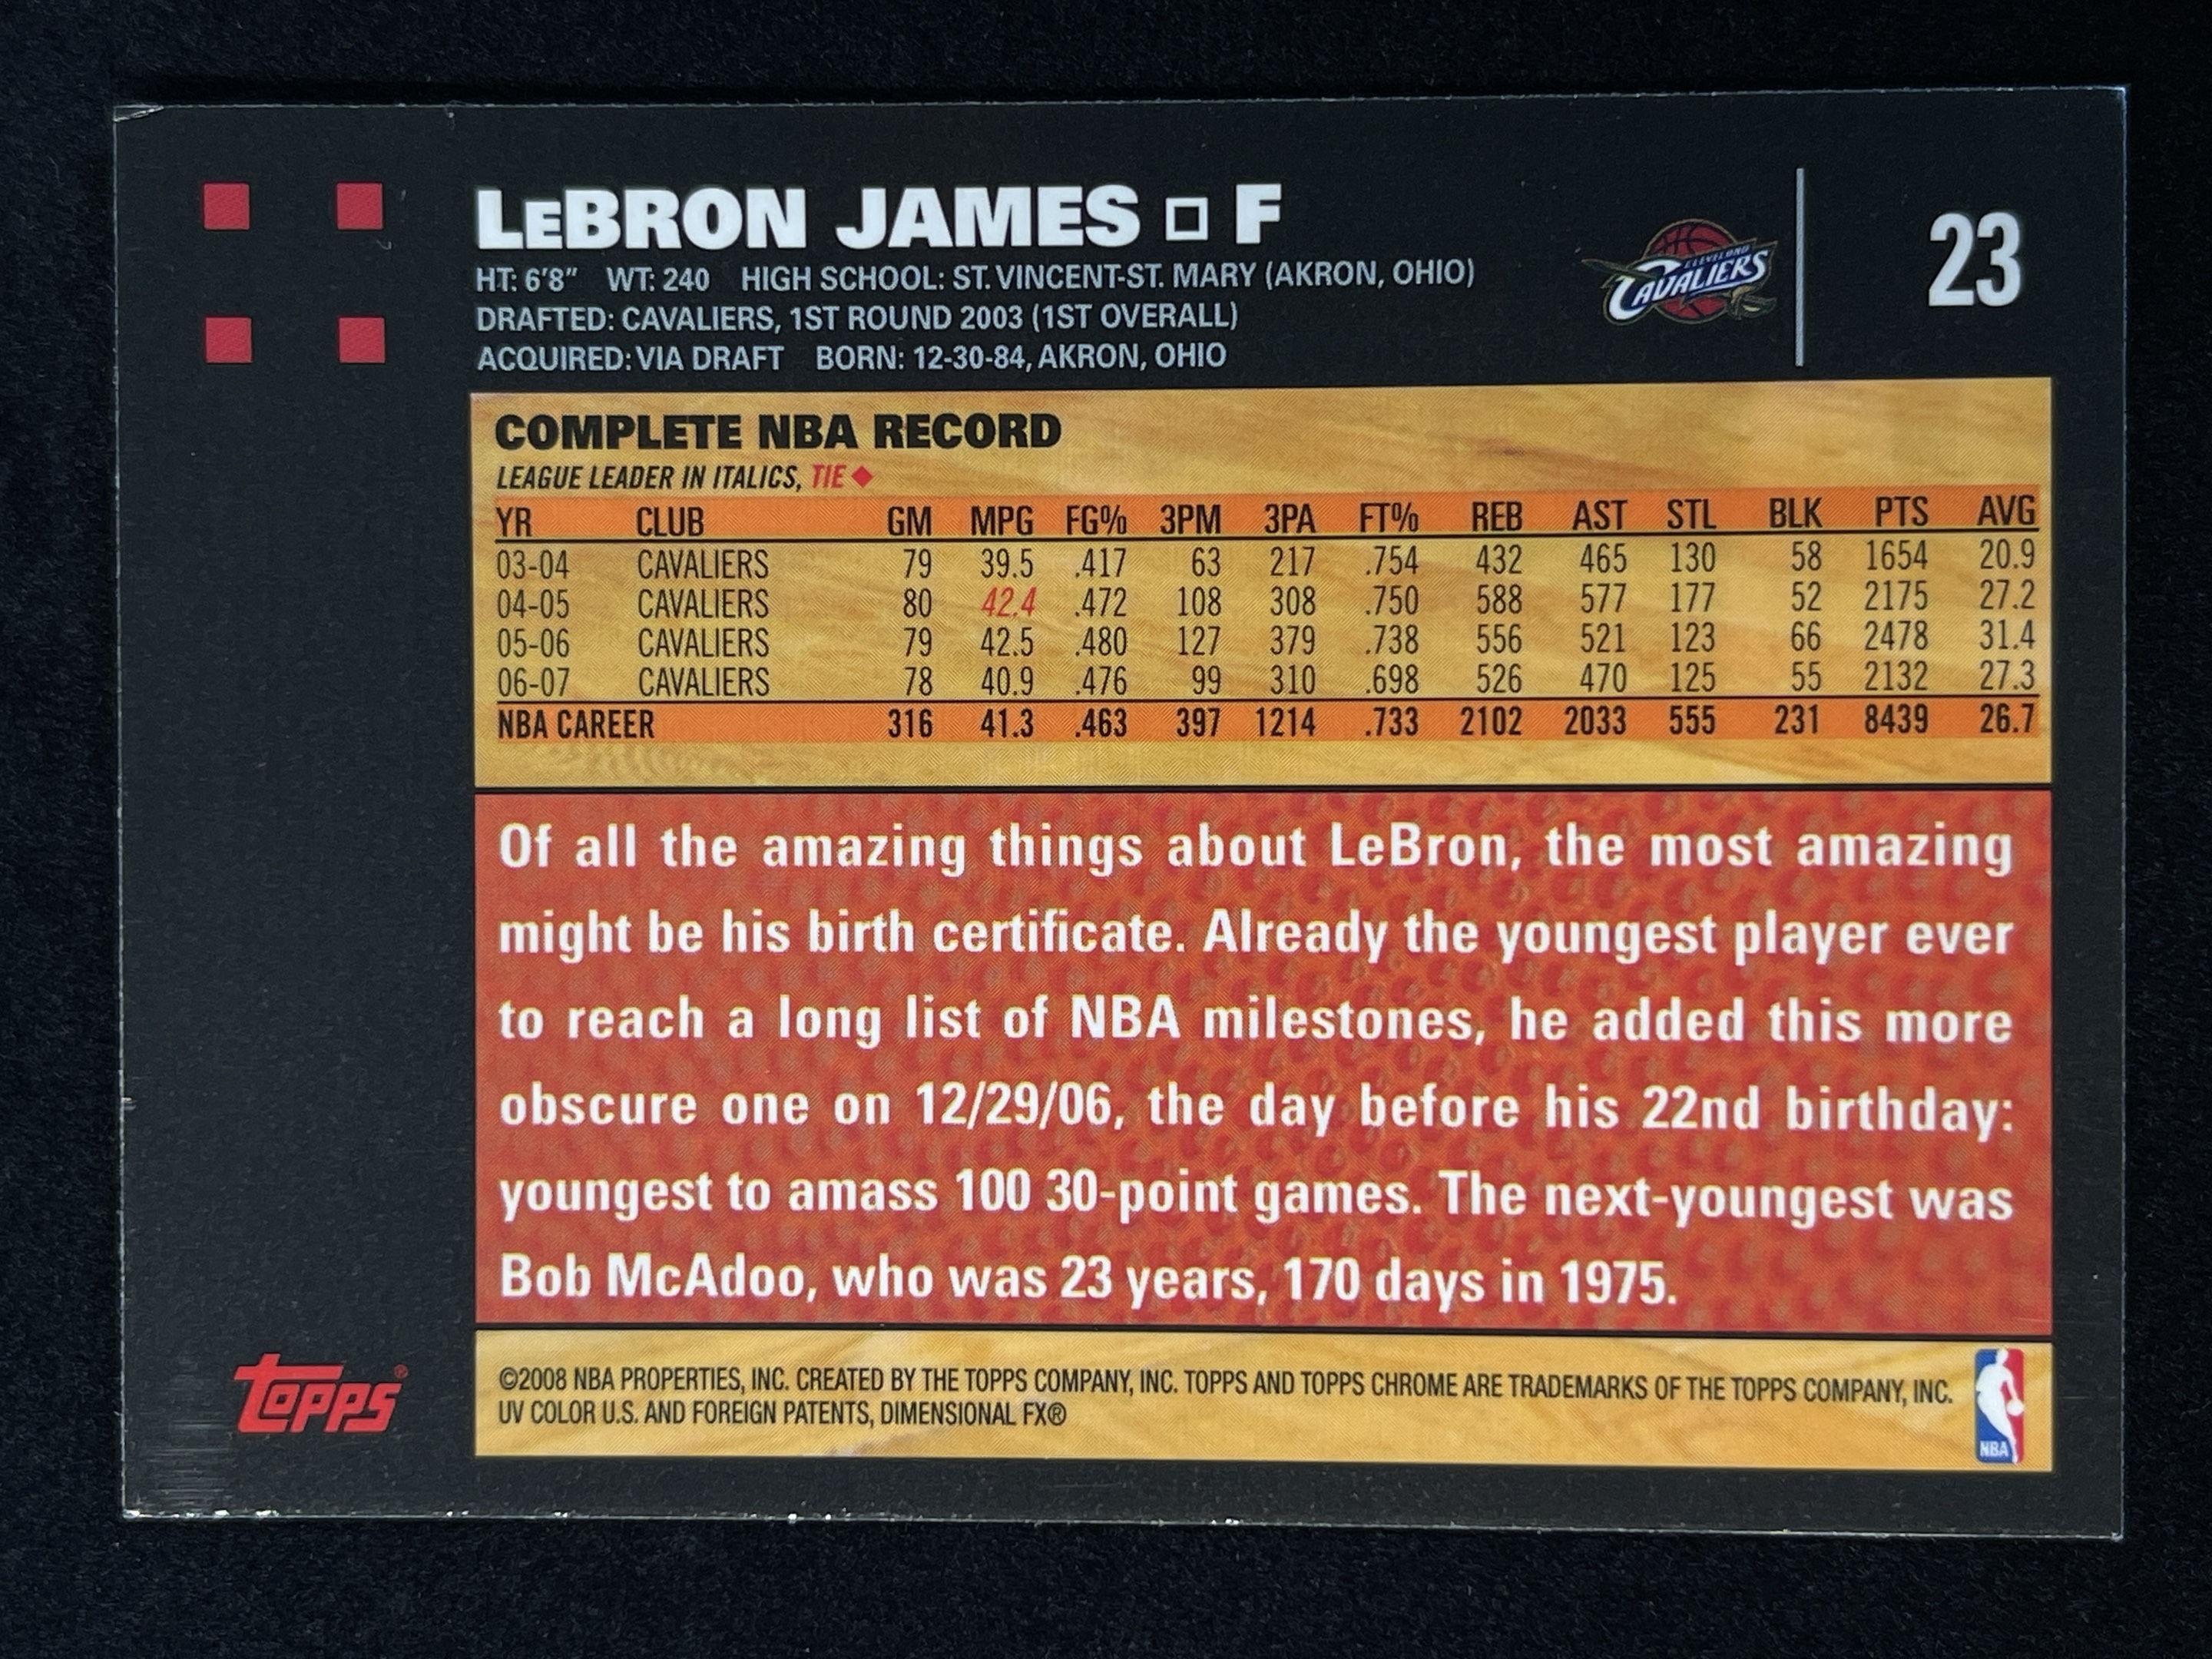 LeBRON JAMES □ F
HT: 6'8" WT: 240 HIGH SCHOOL: ST. VINCENT-ST. MARY (AKRON, OHIO)
DRAFTED: CAVALIERS, 1ST ROUND 2003 (1ST OVERALL)
ACQUIRED: VIA DRAFT BORN: 12-30-84, AKRON, OHIO
CLEVELAND
CAVALIERS
23
COMPLETE NBA RECORD
LEAGUE LEADER IN ITALICS, TIE ◆
YR CLUB GM MPG FG% 3PM 3PA FT% REB AST STL BLK PTS AVG
03-04 CAVALIERS 79 39.5 .417 63 217 .754 432 465 130 58 1654 20.9
04-05 CAVALIERS 80 42.4 .472 108 308 .750 588 577 177 52 2175 27.2
05-06 CAVALIERS 79 42.5 .480 127 379 .738 556 521 123 66 2478 31.4
06-07 CAVALIERS 78 40.9 .476 99 310 .698 526 470 125 55 2132 27.3
NBA CAREER 316 41.3 .463 397 1214 .733 2102 2033 555 231 8439 26.7
Of all the amazing things about LeBron, the most amazing
might be his birth certificate. Already the youngest player ever
to reach a long list of NBA milestones, he added this more
obscure one on 12/29/06, the day before his 22nd birthday:
youngest to amass 100 30-point games. The next-youngest was
Bob McAdoo, who was 23 years, 170 days in 1975.
Topps®
©2008 NBA PROPERTIES, INC. CREATED BY THE TOPPS COMPANY, INC. TOPPS AND TOPPS CHROME ARE TRADEMARKS OF THE TOPPS COMPANY, INC.
UV COLOR U.S. AND FOREIGN PATENTS, DIMENSIONAL FX®
NBA